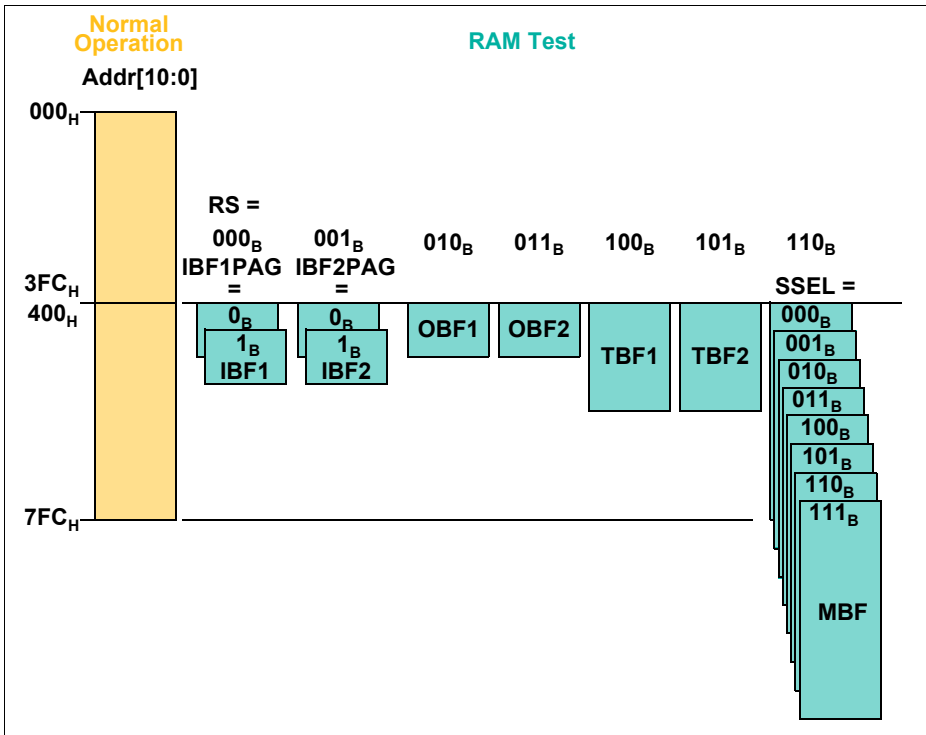 Normal
Operation
RAM Test
Addr[10:0]
000H
RS =
000B 001B 010B 011B 100B 101B 110B
IBF1PAG IBF2PAG
= =
3FCH
SSEL =
400H
0B 0B 000B
1B 1B 001B
IBF1 IBF2 OBF1 OBF2 TBF1 TBF2
010B
011B
100B
101B
110B
7FCH
111B
MBF